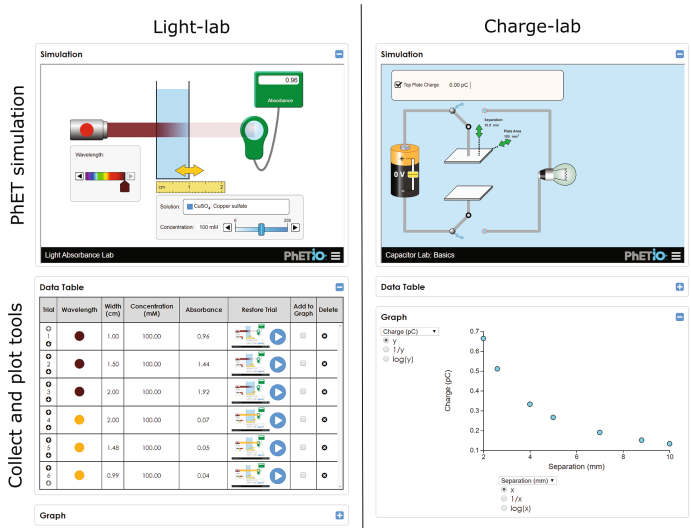 Light-lab
Charge-lab
PhET simulation
Collect and plot tools
Simulation
0.96
Absorbance
Wavelength:
cm 1 2
Solution: CuSO₄ Copper sulfate
0 200
Concentration: 100 mM
Light Absorbance Lab
PhET iO
Data Table
Trial Wavelength Width (cm) Concentration (mM) Absorbance Restore Trial Add to Graph Delete
1 1.00 100.00 0.96
2 1.50 100.00 1.44
3 2.00 100.00 1.92
4 2.00 100.00 0.07
5 1.48 100.00 0.05
6 0.99 100.00 0.04
Graph
Simulation
Top Plate Charge 0.00 pC
Separation
10.0 mm
Plate Area
mm²
+
0 V
Capacitor Lab: Basics
PhET iO
Data Table
Graph
Charge (pC)
y
1/y
log(y)
Charge (pC)
0.7
0.6
0.5
0.4
0.3
0.2
0.1
2 4 6 8 10
Separation (mm)
Separation (mm)
x
1/x
log(x)